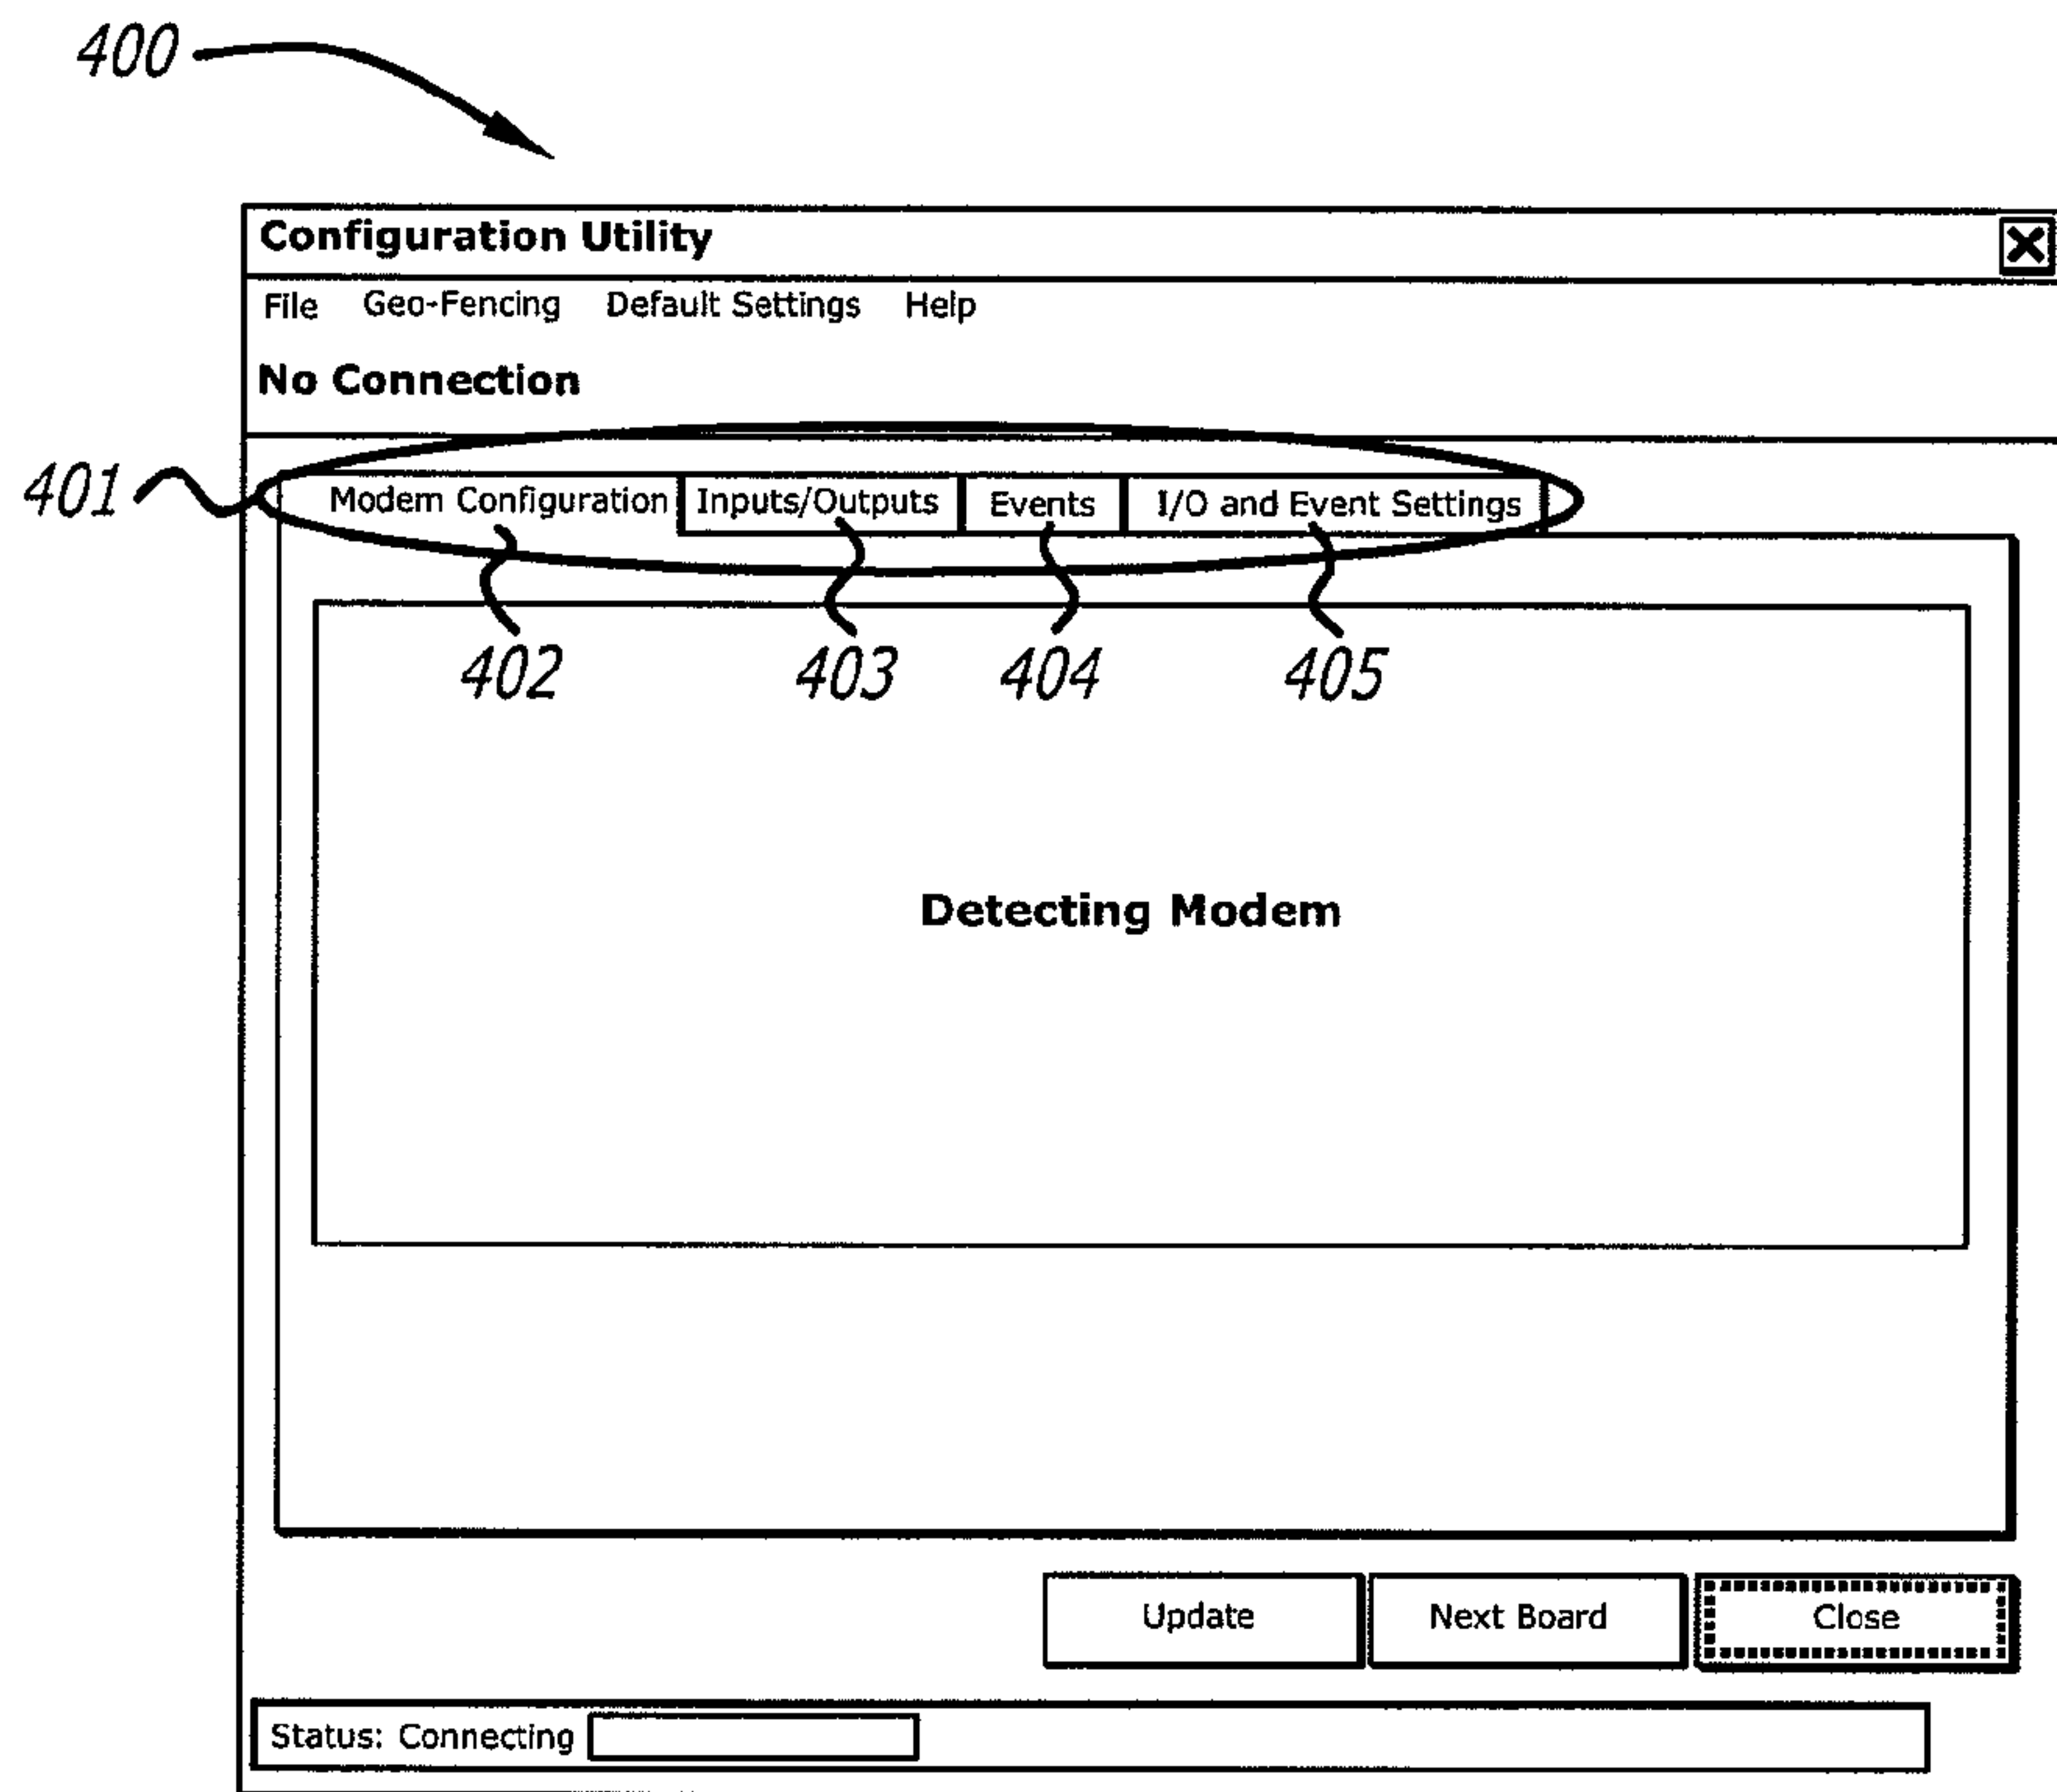 400
Configuration Utility
File Geo-Fencing Default Settings Help
No Connection
401
Modem Configuration Inputs/Outputs Events I/O and Event Settings
402 403 404 405
Detecting Modem
Update Next Board Close
Status: Connecting